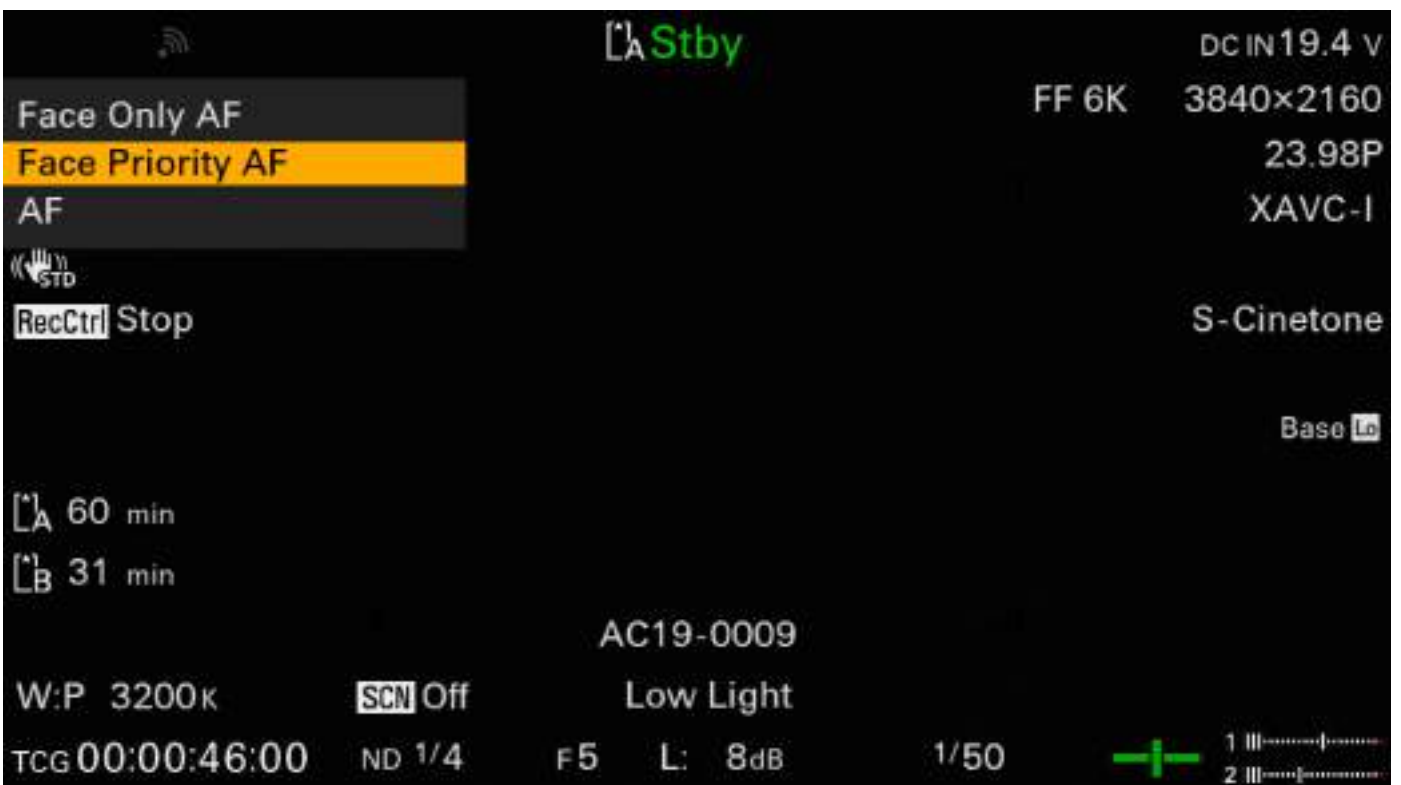 A Stby
DC IN 19.4 V
FF 6K 3840×2160
Face Only AF
23.98P
Face Priority AF
AF
XAVC-I
STD
RecCtrl Stop
S-Cinetone
Base Lo
A 60 min
B 31 min
AC19-0009
W:P 3200K SCN Off Low Light
TCG 00:00:46:00 ND 1/4 F5 L: 8dB 1/50
1
2